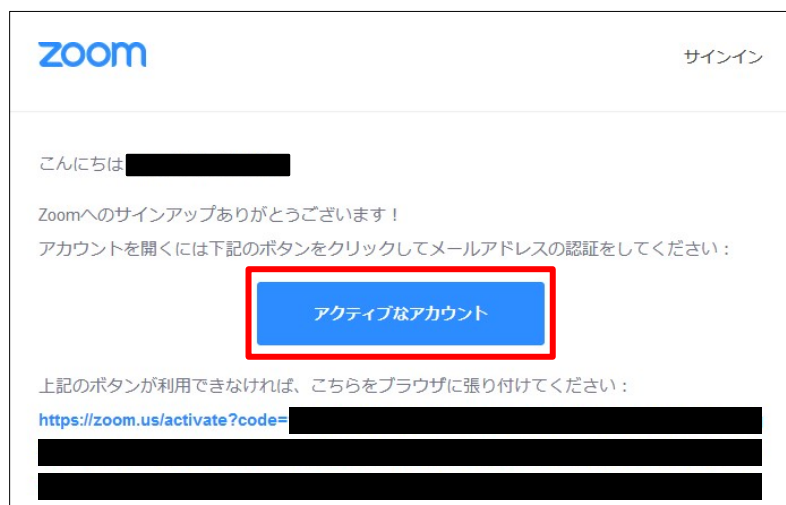 zoom
サインイン
こんにちは
Zoomへのサインアップありがとうございます！
アカウントを開くには下記のボタンをクリックしてメールアドレスの認証をしてください：
アクティブなアカウント
上記のボタンが利用できなければ、こちらをブラウザに張り付けてください：
https://zoom.us/activate?code=